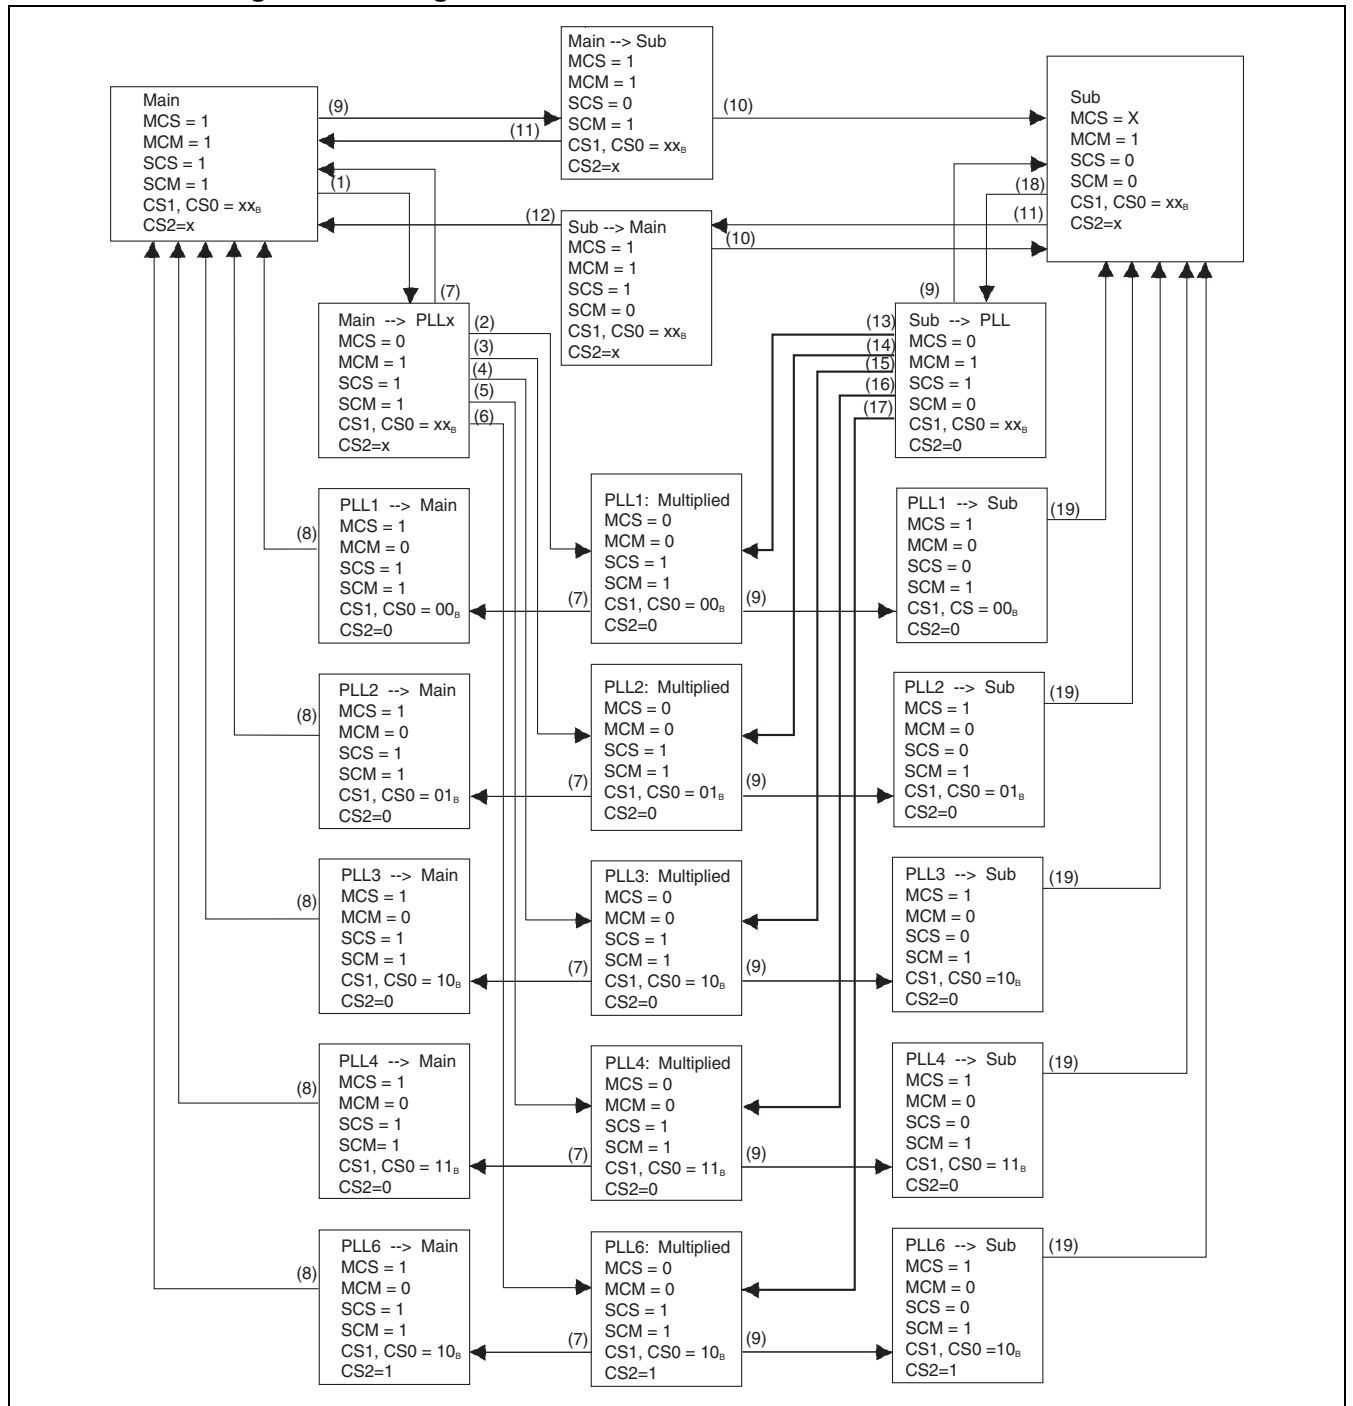 Main --> Sub
MCS = 1
MCM = 1
SCS = 0
SCM = 1
CS1, CS0 = xxB
CS2=x
Main
MCS = 1
MCM = 1
SCS = 1
SCM = 1
CS1, CS0 = xxB
CS2=x
Sub
MCS = X
MCM = 1
SCS = 0
SCM = 0
CS1, CS0 = xxB
CS2=x
(9)
(11)
(10)
(1)
(12)
(18)
(11)
(10)
Sub --> Main
MCS = 1
MCM = 1
SCS = 1
SCM = 0
CS1, CS0 = xxB
CS2=x
(7)
(9)
Main --> PLLx
MCS = 0
MCM = 1
SCS = 1
SCM = 1
CS1, CS0 = xxB
CS2=x
(2)
(3)
(4)
(5)
(6)
(13)
(14)
(15)
(16)
(17)
Sub --> PLL
MCS = 0
MCM = 1
SCS = 1
SCM = 0
CS1, CS0 = xxB
CS2=0
(8)
PLL1 --> Main
MCS = 1
MCM = 0
SCS = 1
SCM = 1
CS1, CS0 = 00B
CS2=0
(7)
PLL1: Multiplied
MCS = 0
MCM = 0
SCS = 1
SCM = 1
CS1, CS0 = 00B
CS2=0
(9)
PLL1 --> Sub
MCS = 1
MCM = 0
SCS = 0
SCM = 1
CS1, CS = 00B
CS2=0
(19)
(8)
PLL2 --> Main
MCS = 1
MCM = 0
SCS = 1
SCM = 1
CS1, CS0 = 01B
CS2=0
(7)
PLL2: Multiplied
MCS = 0
MCM = 0
SCS = 1
SCM = 1
CS1, CS0 = 01B
CS2=0
(9)
PLL2 --> Sub
MCS = 1
MCM = 0
SCS = 0
SCM = 1
CS1, CS0 = 01B
CS2=0
(19)
(8)
PLL3 --> Main
MCS = 1
MCM = 0
SCS = 1
SCM = 1
CS1, CS0 = 10B
CS2=0
(7)
PLL3: Multiplied
MCS = 0
MCM = 0
SCS = 1
SCM = 1
CS1, CS0 = 10B
CS2=0
(9)
PLL3 --> Sub
MCS = 1
MCM = 0
SCS = 0
SCM = 1
CS1, CS0 =10B
CS2=0
(19)
(8)
PLL4 --> Main
MCS = 1
MCM = 0
SCS = 1
SCM= 1
CS1, CS0 = 11B
CS2=0
(7)
PLL4: Multiplied
MCS = 0
MCM = 0
SCS = 1
SCM = 1
CS1, CS0 = 11B
CS2=0
(9)
PLL4 --> Sub
MCS = 1
MCM = 0
SCS = 0
SCM = 1
CS1, CS0 = 11B
CS2=0
(19)
(8)
PLL6 --> Main
MCS = 1
MCM = 0
SCS = 1
SCM = 1
CS1, CS0 = 10B
CS2=1
(7)
PLL6: Multiplied
MCS = 0
MCM = 0
SCS = 1
SCM = 1
CS1, CS0 = 10B
CS2=1
(9)
PLL6 --> Sub
MCS = 1
MCM = 0
SCS = 0
SCM = 1
CS1, CS0 =10B
CS2=1
(19)